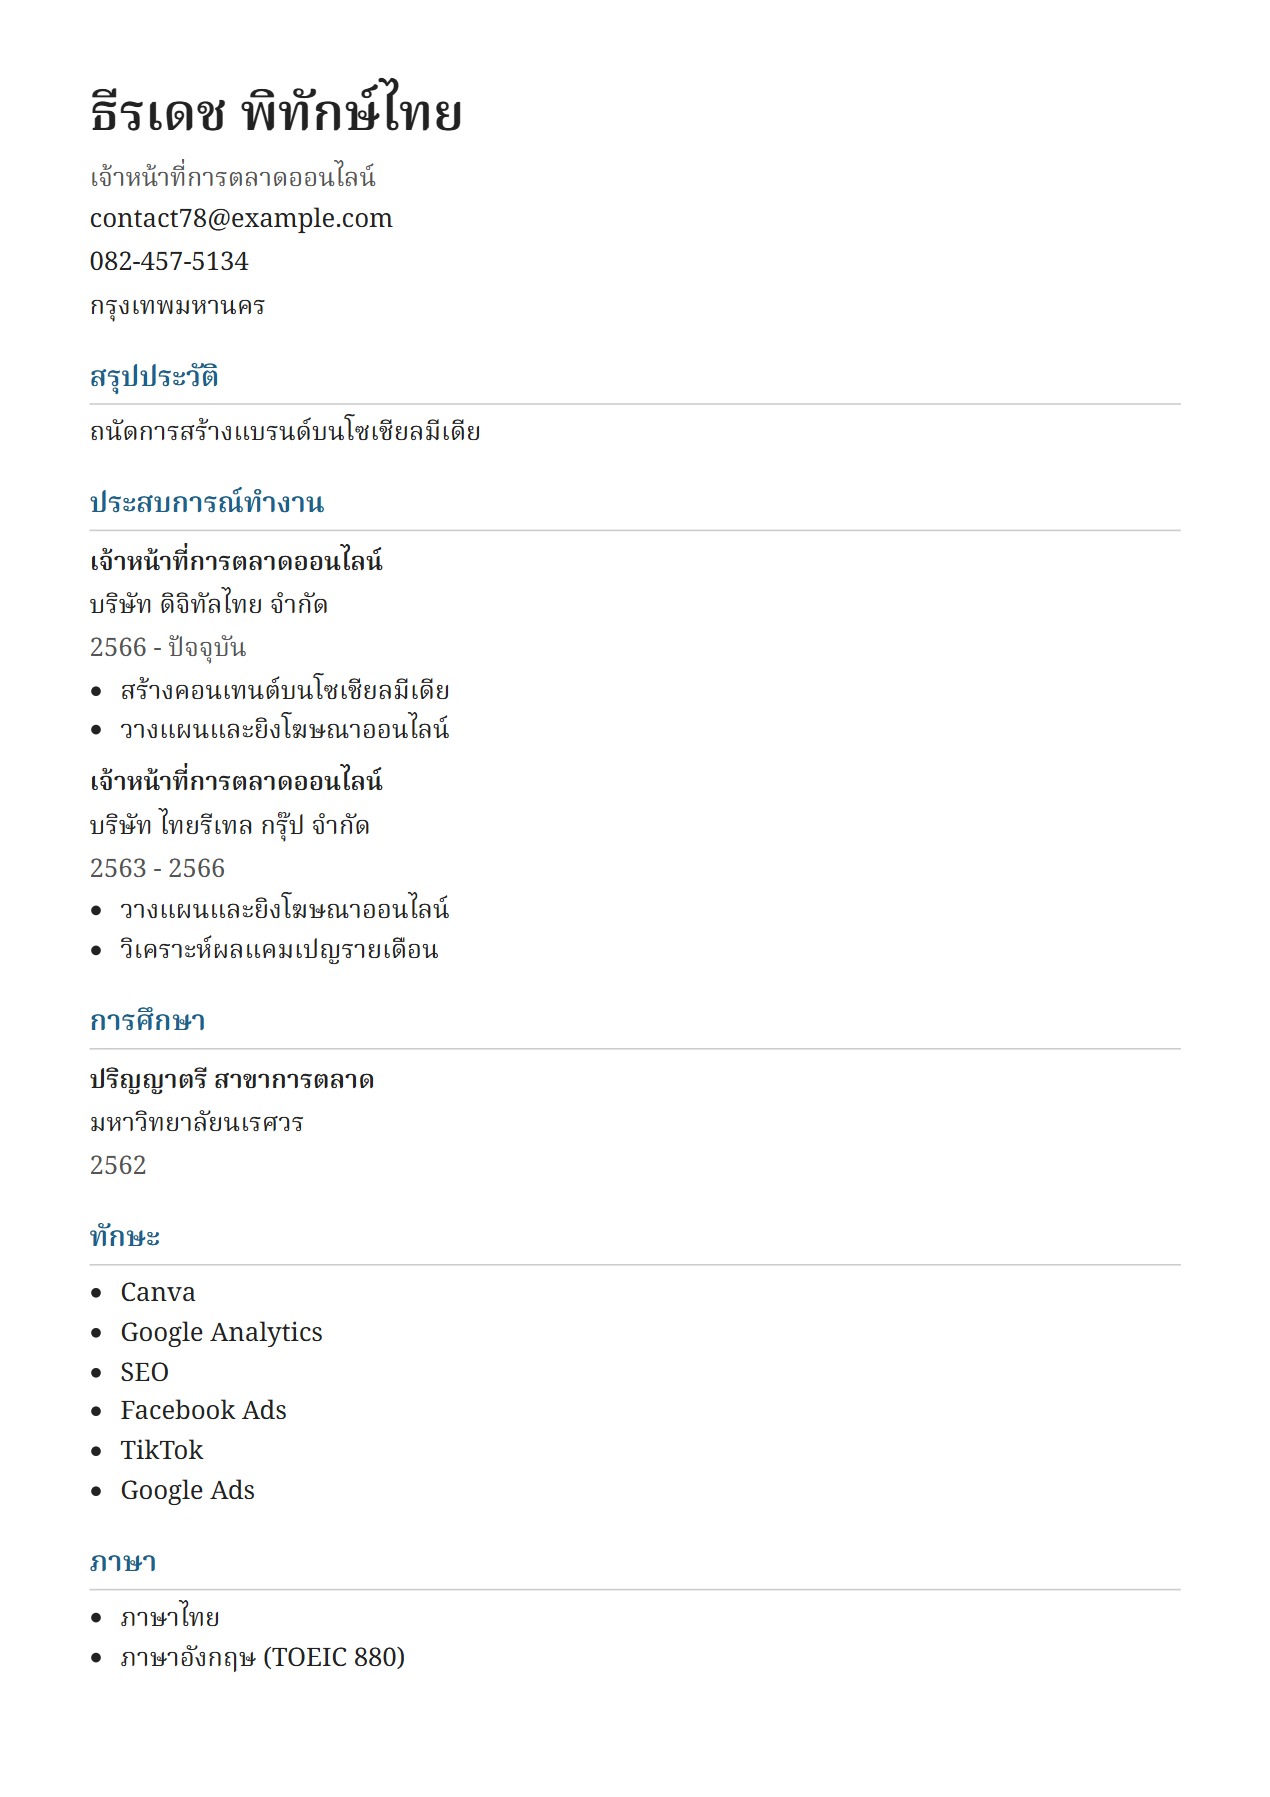 ธีรเดช พิทักษ์ไทย
เจ้าหน้าที่การตลาดออนไลน์
contact78@example.com
082-457-5134
กรุงเทพมหานคร
สรุปประวัติ
ถนัดการสร้างแบรนด์บนโซเชียลมีเดีย
ประสบการณ์ทำงาน
เจ้าหน้าที่การตลาดออนไลน์
บริษัท ดิจิทัลไทย จำกัด
2566 - ปัจจุบัน
• สร้างคอนเทนต์บนโซเชียลมีเดีย
• วางแผนและยิงโฆษณาออนไลน์
เจ้าหน้าที่การตลาดออนไลน์
บริษัท ไทยรีเทล กรุ๊ป จำกัด
2563 - 2566
• วางแผนและยิงโฆษณาออนไลน์
• วิเคราะห์ผลแคมเปญรายเดือน
การศึกษา
ปริญญาตรี สาขาการตลาด
มหาวิทยาลัยนเรศวร
2562
ทักษะ
• Canva
• Google Analytics
• SEO
• Facebook Ads
• TikTok
• Google Ads
ภาษา
• ภาษาไทย
• ภาษาอังกฤษ (TOEIC 880)